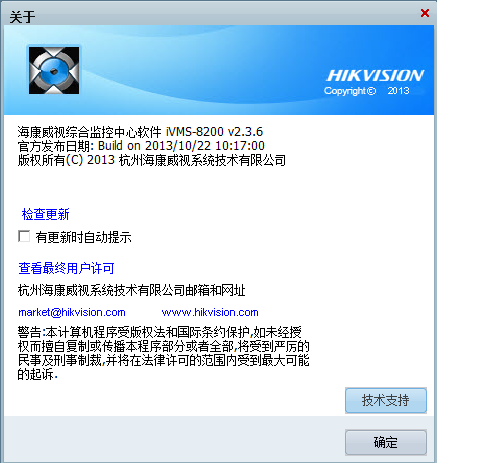 关于
HIKVISION
Copyright© 2013
海康威视综合监控中心软件 iVMS-8200 v2.3.6
官方发布日期: Build on 2013/10/22 10:17:00
版权所有(C) 2013 杭州海康威视系统技术有限公司
检查更新
有更新时自动提示
查看最终用户许可
杭州海康威视系统技术有限公司邮箱和网址
market@hikvision.com www.hikvision.com
警告:本计算机程序受版权法和国际条约保护,如未经授
权而擅自复制或传播本程序部分或者全部,将受到严厉的
民事及刑事制裁,并将在法律许可的范围内受到最大可能
的起诉.
技术支持
确定